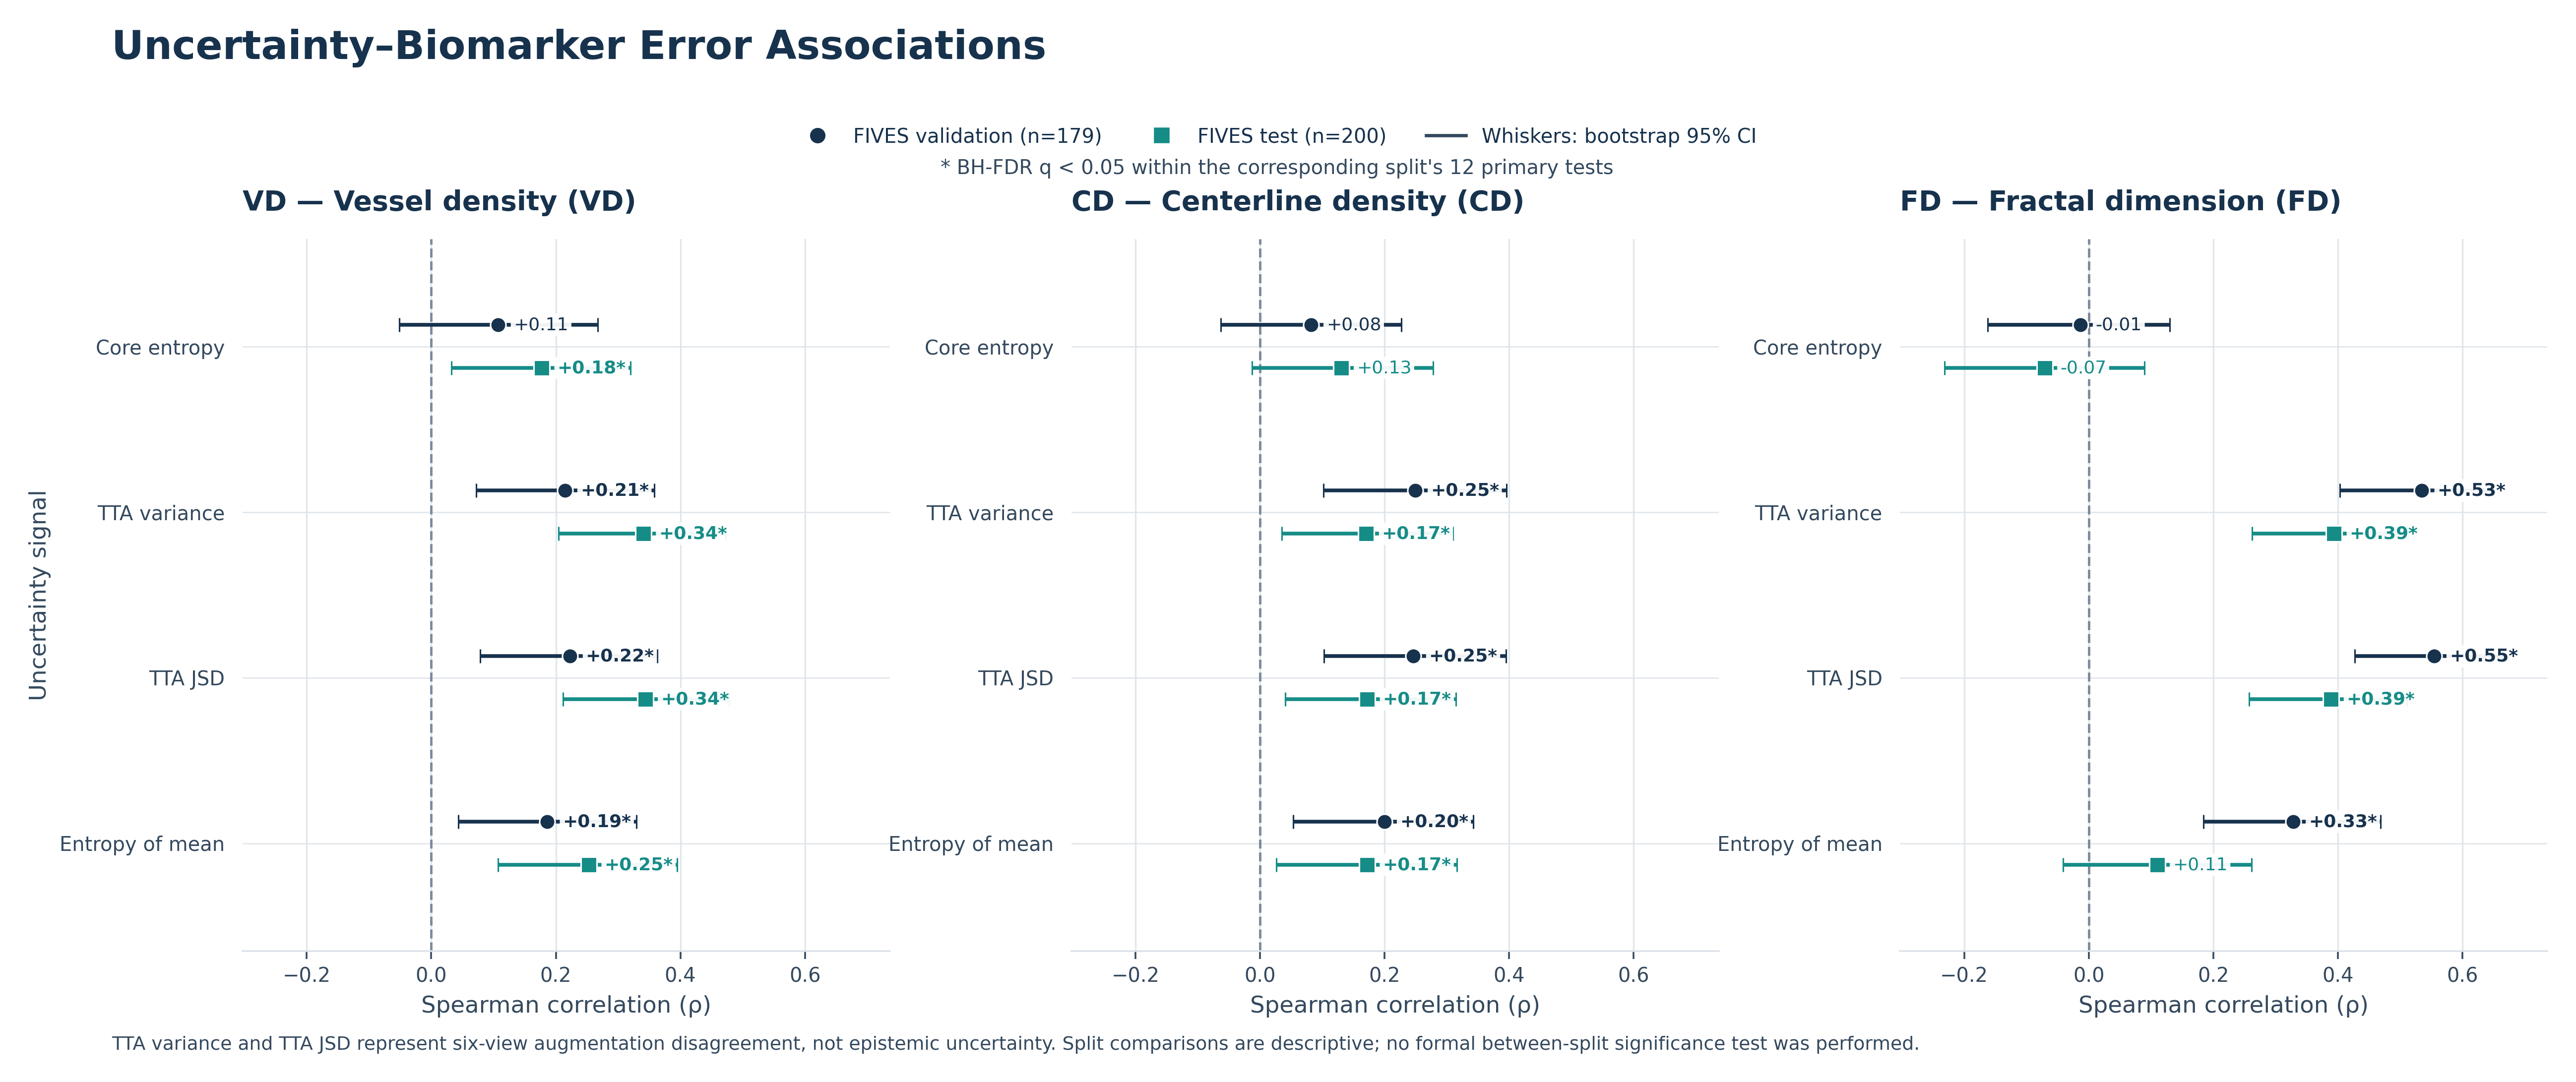 Uncertainty–Biomarker Error Associations
FIVES validation (n=179)
FIVES test (n=200)
Whiskers: bootstrap 95% CI
* BH-FDR q < 0.05 within the corresponding split's 12 primary tests
Uncertainty signal
VD — Vessel density (VD)
Core entropy
+0.11
+0.18*
TTA variance
+0.21*
+0.34*
TTA JSD
+0.22*
+0.34*
Entropy of mean
+0.19*
+0.25*
−0.2
0.0
0.2
0.4
0.6
Spearman correlation (ρ)
CD — Centerline density (CD)
Core entropy
+0.08
+0.13
TTA variance
+0.25*
+0.17*
TTA JSD
+0.25*
+0.17*
Entropy of mean
+0.20*
+0.17*
−0.2
0.0
0.2
0.4
0.6
Spearman correlation (ρ)
FD — Fractal dimension (FD)
Core entropy
-0.01
-0.07
TTA variance
+0.53*
+0.39*
TTA JSD
+0.55*
+0.39*
Entropy of mean
+0.33*
+0.11
−0.2
0.0
0.2
0.4
0.6
Spearman correlation (ρ)
TTA variance and TTA JSD represent six-view augmentation disagreement, not epistemic uncertainty. Split comparisons are descriptive; no formal between-split significance test was performed.